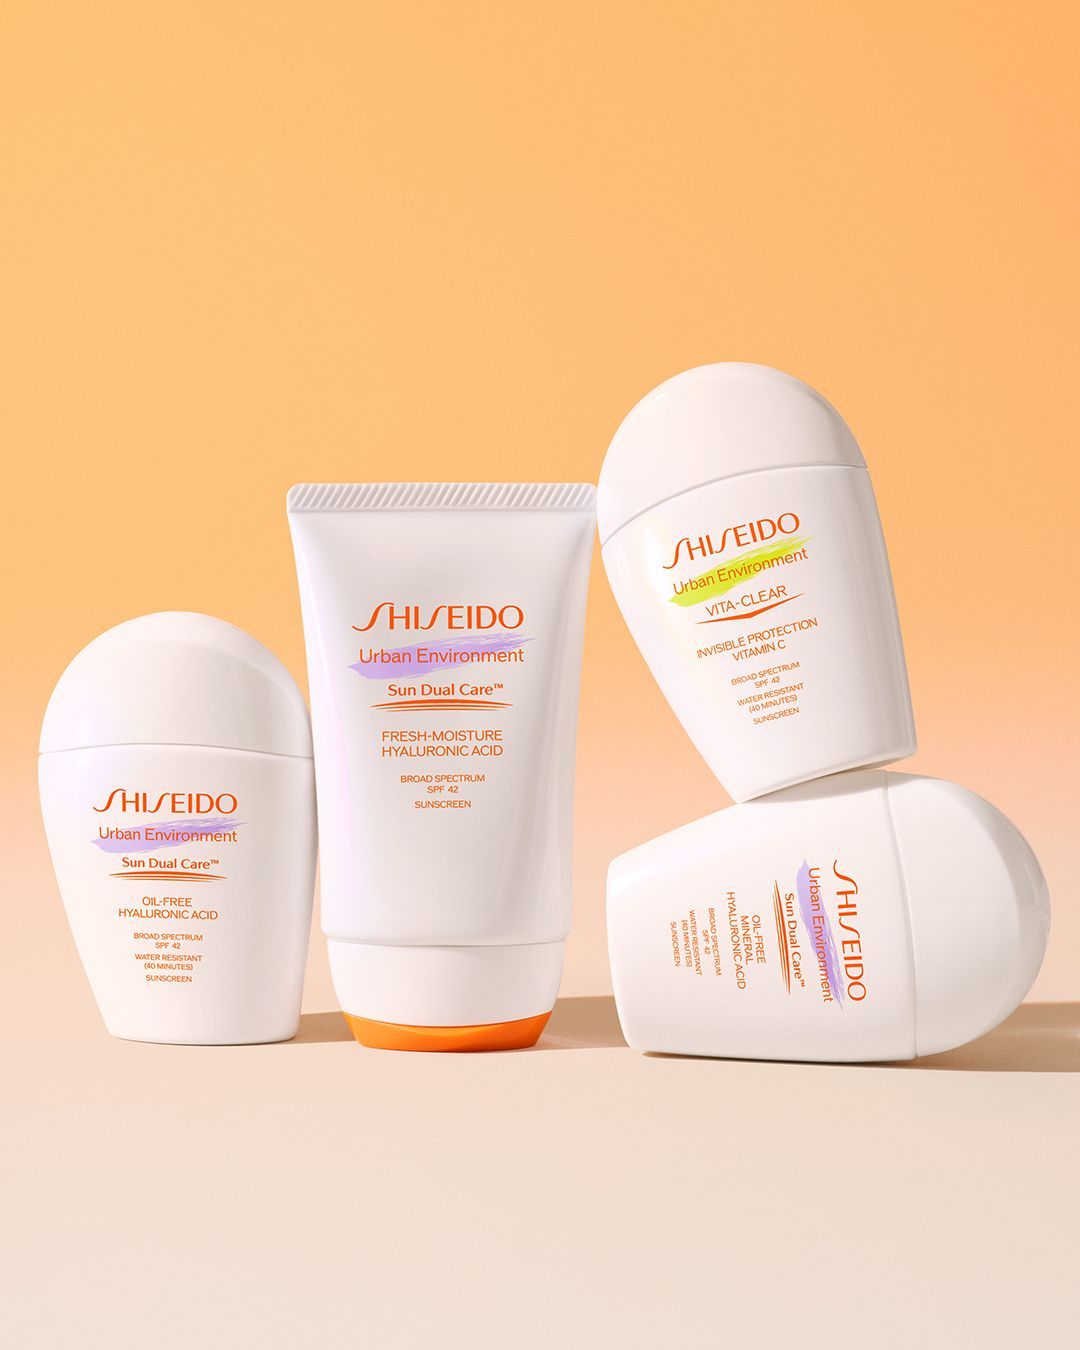 SHISEIDO
Urban Environment
Sun Dual Care™
OIL-FREE
HYALURONIC ACID
BROAD SPECTRUM
SPF 42
WATER RESISTANT
(40 MINUTES)
SUNSCREEN
SHISEIDO
Urban Environment
Sun Dual Care™
FRESH-MOISTURE
HYALURONIC ACID
BROAD SPECTRUM
SPF 42
SUNSCREEN
SHISEIDO
Urban Environment
VITA-CLEAR
INVISIBLE PROTECTION
VITAMIN C
BROAD SPECTRUM
SPF 42
WATER RESISTANT
(40 MINUTES)
SUNSCREEN
SHISEIDO
Urban Environment
Sun Dual Care™
OIL-FREE
MINERAL
HYALURONIC ACID
BROAD SPECTRUM
SPF 42
WATER RESISTANT
(40 MINUTES)
SUNSCREEN